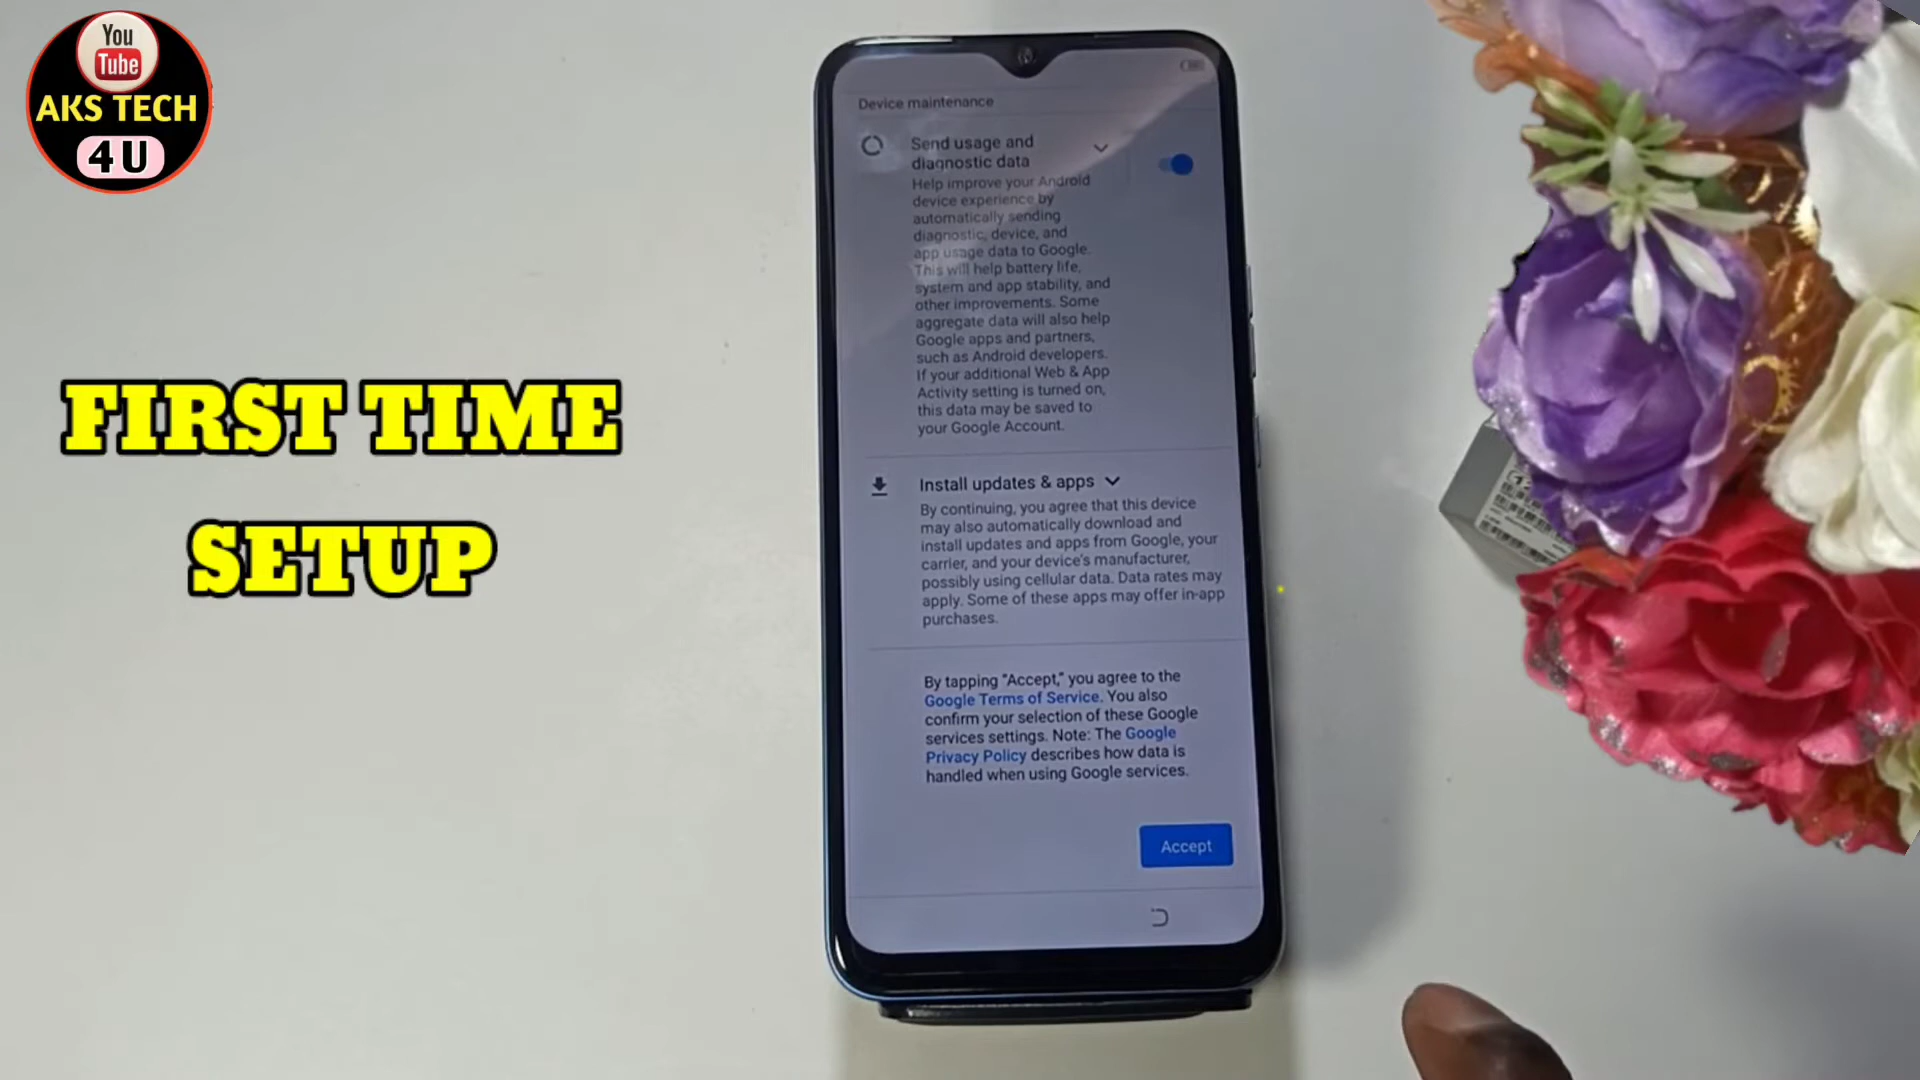 You
Tube
AKS TECH
4 U
FIRST TIME
SETUP
Device maintenance
Send usage and
diagnostic data
Help improve your Android
device experience by
automatically sending
diagnostic, device, and
app usage data to Google.
This will help battery life,
system and app stability, and
other improvements. Some
aggregate data will also help
Google apps and partners,
such as Android developers.
If your additional Web & App
Activity setting is turned on,
this data may be saved to
your Google Account.
Install updates & apps
By continuing, you agree that this device
may also automatically download and
install updates and apps from Google, your
carrier, and your device's manufacturer,
possibly using cellular data. Data rates may
apply. Some of these apps may offer in-app
purchases.
By tapping “Accept,” you agree to the
Google Terms of Service. You also
confirm your selection of these Google
services settings. Note: The Google
Privacy Policy describes how data is
handled when using Google services.
Accept